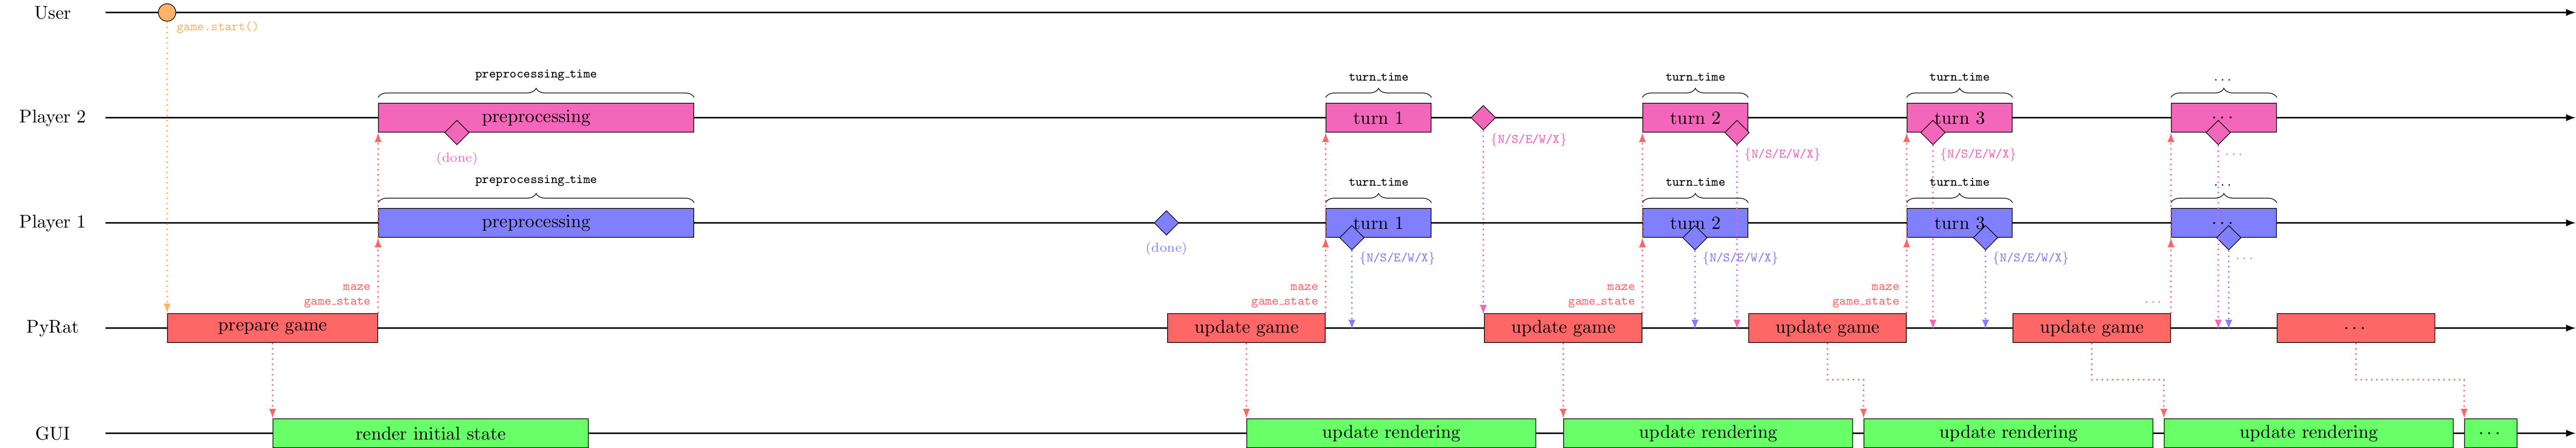 User
game.start()
preprocessing_time
turn_time
turn_time
turn_time
...
Player 2
preprocessing
turn 1
turn 2
turn 3
...
{N/S/E/W/X}
(done)
{N/S/E/W/X}
{N/S/E/W/X}
...
preprocessing_time
turn_time
turn_time
turn_time
...
Player 1
preprocessing
turn 1
turn 2
turn 3
...
(done)
{N/S/E/W/X}
{N/S/E/W/X}
{N/S/E/W/X}
...
maze
game_state
maze
game_state
maze
game_state
maze
game_state
...
PyRat
prepare game
update game
update game
update game
update game
...
GUI
render initial state
update rendering
update rendering
update rendering
update rendering
...